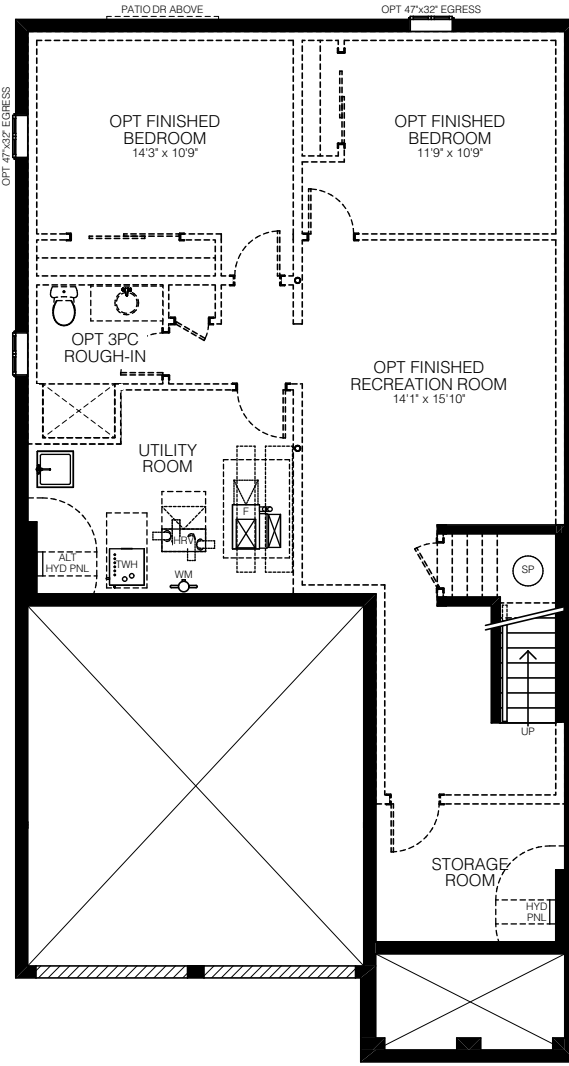 PATIO DR ABOVE
OPT 47"x32" EGRESS
OPT 47"x32" EGRESS
OPT FINISHED
BEDROOM
14'3" x 10'9"
OPT FINISHED
BEDROOM
11'9" x 10'9"
OPT 3PC
ROUGH-IN
OPT FINISHED
RECREATION ROOM
14'1" x 15'10"
UTILITY
ROOM
F
HRV
ALT
HYD PNL
TWH
WM
SP
UP
STORAGE
ROOM
HYD
PNL